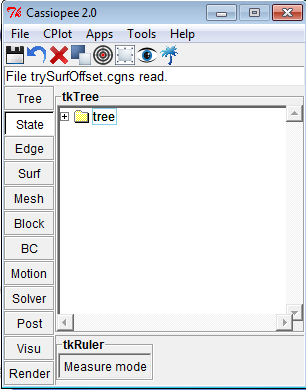 Cassiopee 2.0
File CPlot Apps Tools Help
File trySurfOffset.cgns read.
Tree
State
Edge
Surf
Mesh
Block
BC
Motion
Solver
Post
Visu
Render
tkTree
tree
tkRuler
Measure mode